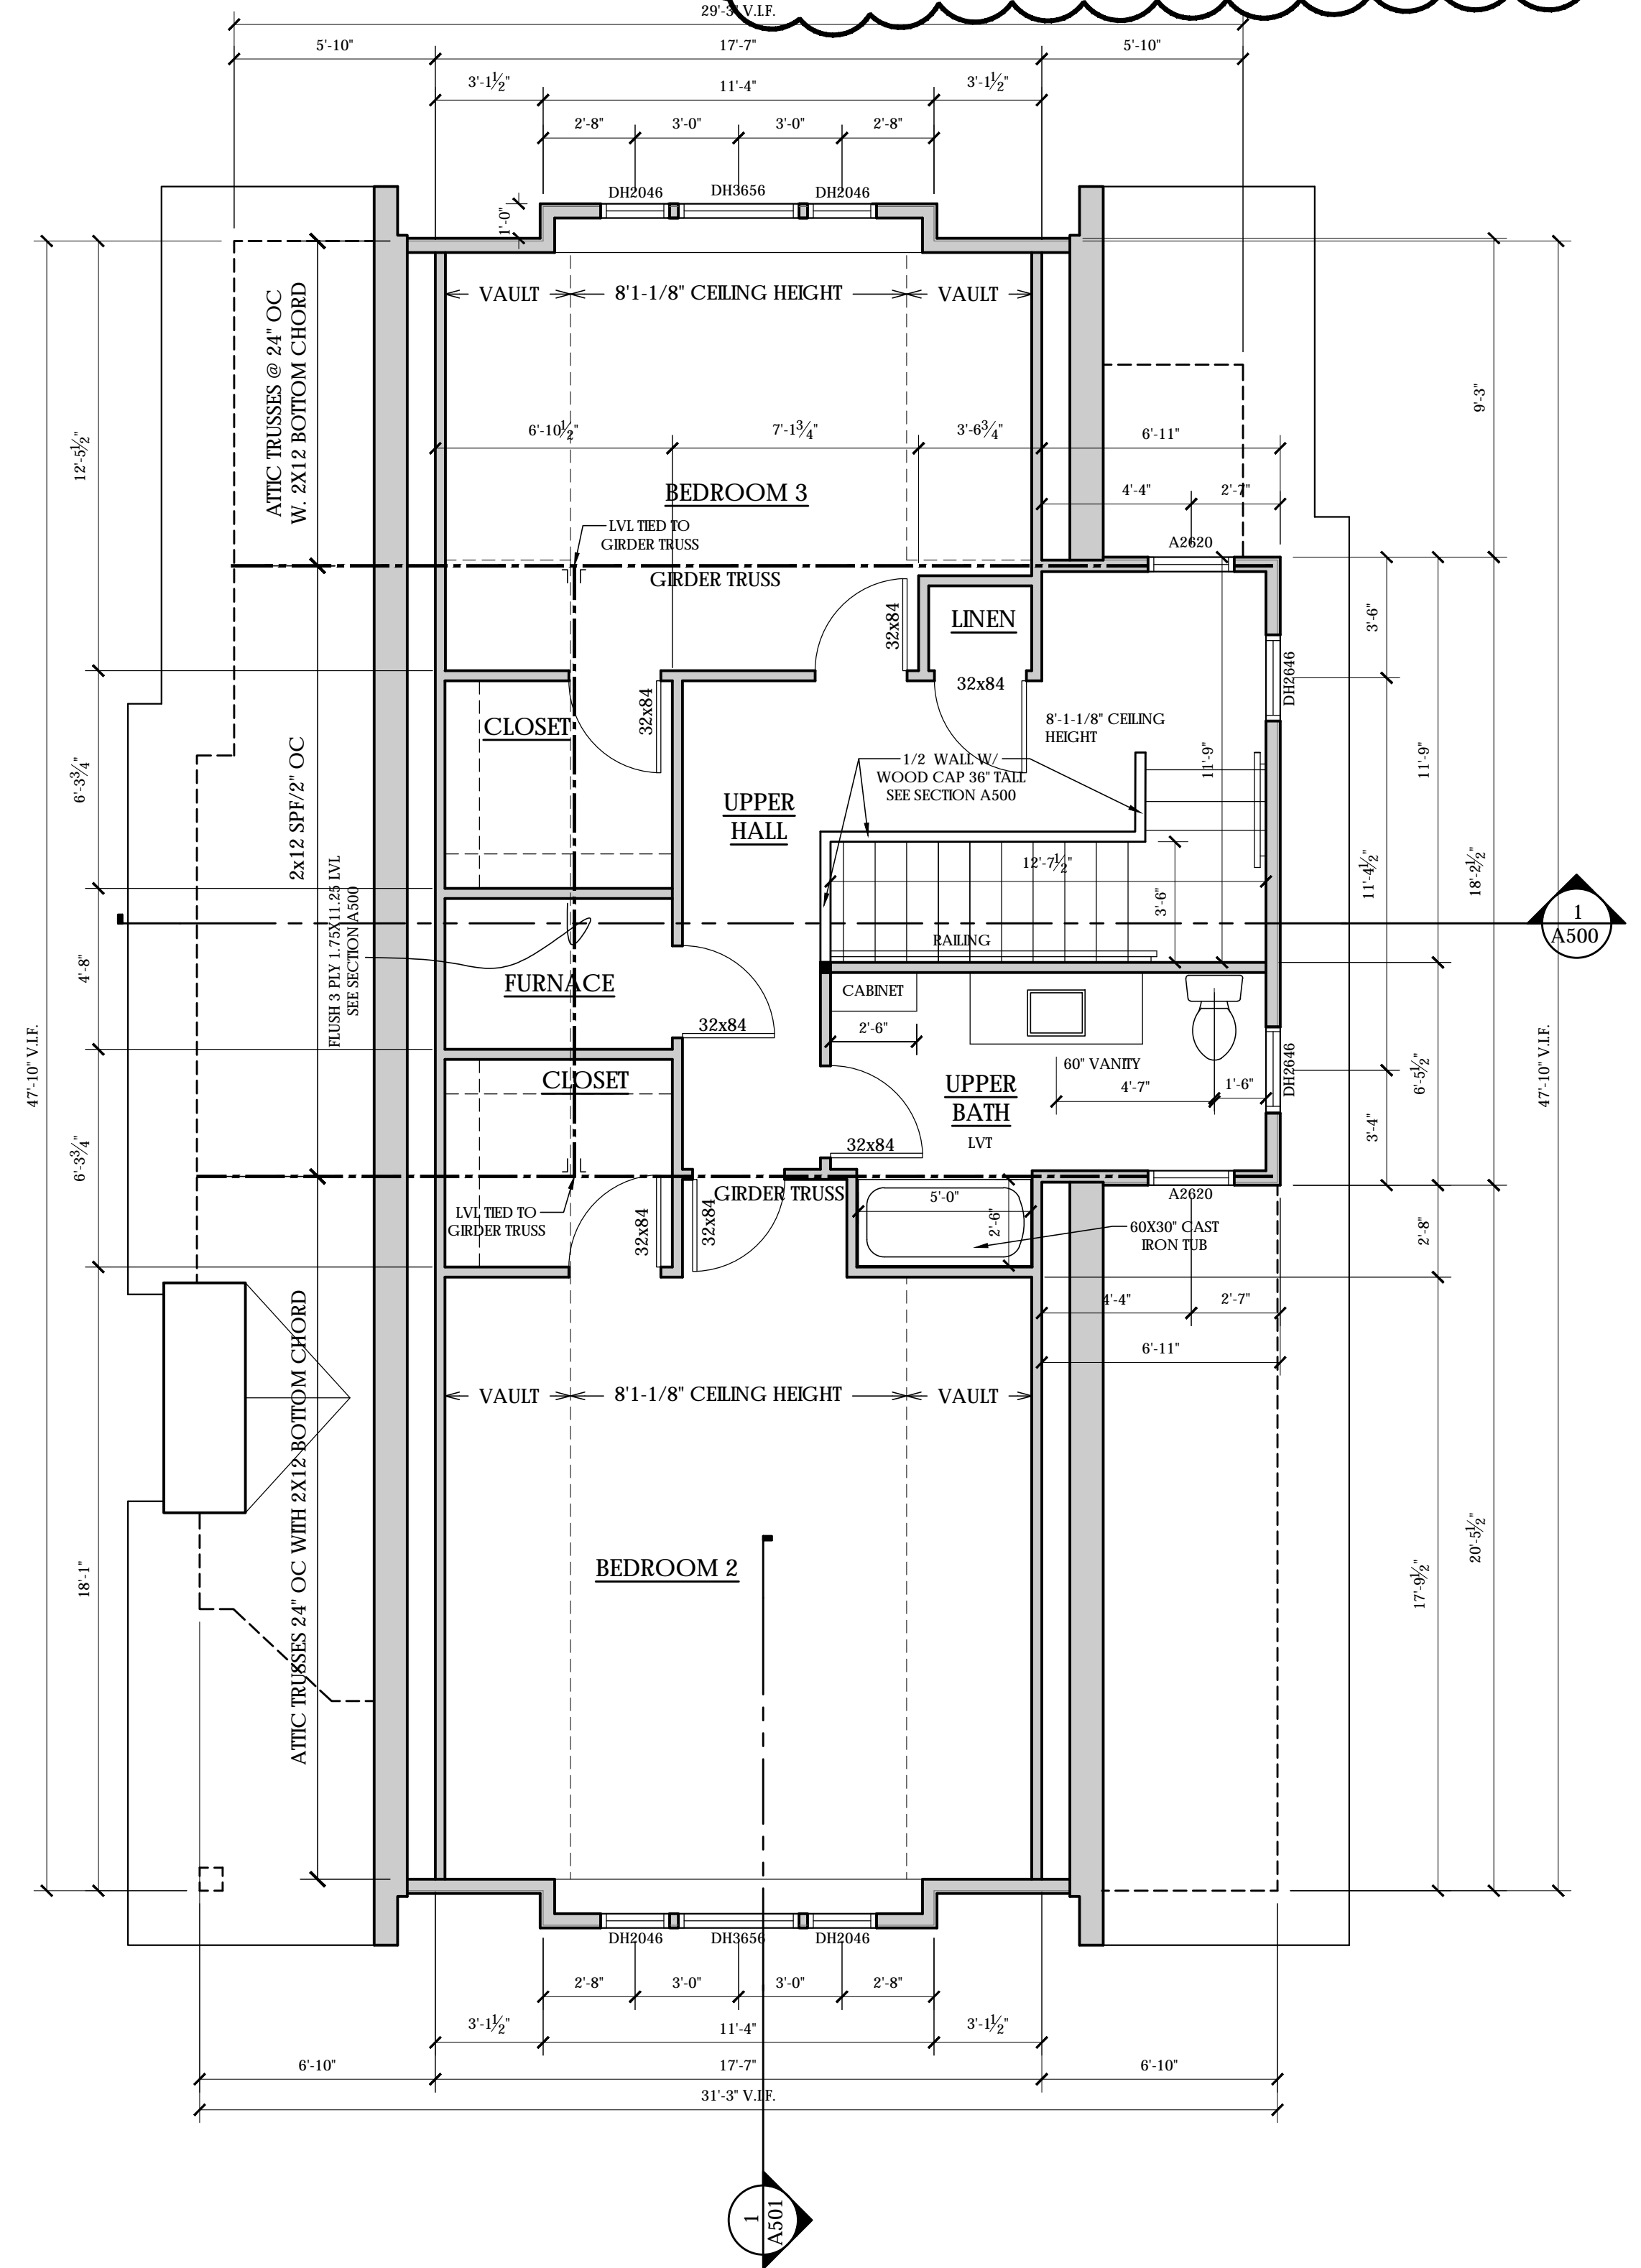 29'-3" V.I.F.
5'-10"
17'-7"
5'-10"
3'-1½"
11'-4"
3'-1½"
2'-8"
3'-0"
3'-0"
2'-8"
DH2046
DH3656
DH2046
1'-0"
VAULT
8'1-1/8" CEILING HEIGHT
VAULT
ATTIC TRUSSES @ 24" OC
W. 2X12 BOTTOM CHORD
12'-5½"
9'-3"
6'-10½"
7'-1¾"
3'-6¾"
6'-11"
4'-4"
2'-7"
BEDROOM 3
LVL TIED TO
GIRDER TRUSS
GIRDER TRUSS
A2620
32x84
LINEN
32x84
3'-6"
DH2646
CLOSET
32x84
8'-1-1/8" CEILING
HEIGHT
1/2 WALL W/
WOOD CAP 36" TALL
SEE SECTION A500
11'-9"
11'-9"
6'-3¾"
2x12 SPF/2" OC
UPPER
HALL
12'-7½"
3'-6"
11'-4½"
18'-2½"
FLUSH 3 PLY 1.75X11.25 LVL
SEE SECTION A500
RAILING
1
A500
4'-8"
FURNACE
32x84
CABINET
2'-6"
60" VANITY
4'-7"
1'-6"
DH2646
47'-10" V.I.F.
47'-10" V.I.F.
6'-5½"
3'-4"
CLOSET
UPPER
BATH
LVT
32x84
6'-3¾"
GIRDER TRUSS
LVL TIED TO
GIRDER TRUSS
32x84
32x84
5'-0"
2'-6"
A2620
60X30" CAST
IRON TUB
2'-8"
4'-4"
2'-7"
6'-11"
VAULT
8'1-1/8" CEILING HEIGHT
VAULT
ATTIC TRUSSES 24" OC WITH 2X12 BOTTOM CHORD
18'-1"
BEDROOM 2
17'-9½"
20'-5½"
DH2046
DH3656
DH2046
2'-8"
3'-0"
3'-0"
2'-8"
3'-1½"
11'-4"
3'-1½"
6'-10"
17'-7"
6'-10"
31'-3" V.I.F.
1
A501